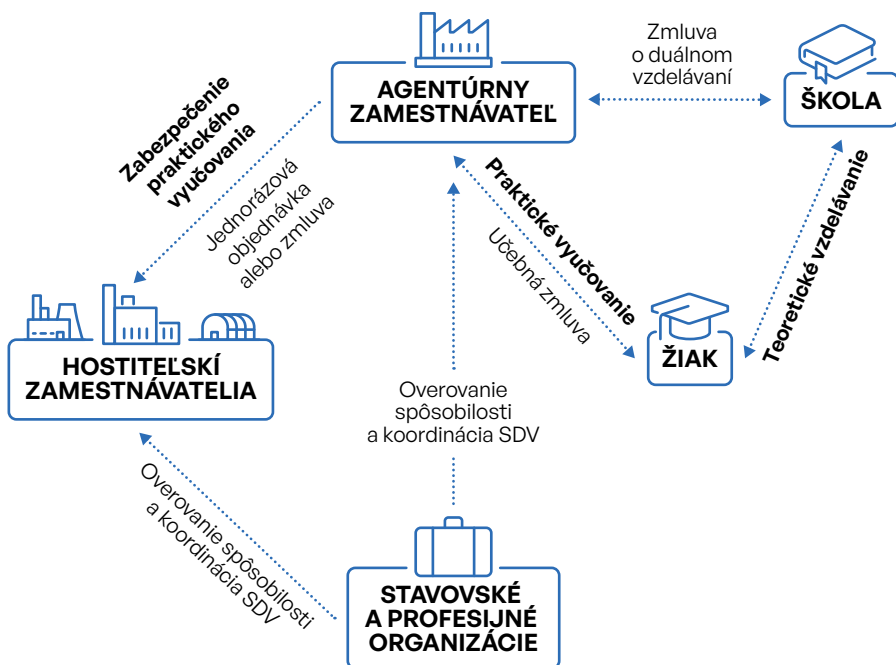 Zmluva
o duálnom
vzdelávaní
AGENTÚRNY
ZAMESTNÁVATEĽ
ŠKOLA
Zabezpečenie
praktického
vyučovania
Jednorázová
objednávka
alebo zmluva
Praktické vyučovanie
Učebná zmluva
Teoretické vzdelávanie
HOSTITEĽSKÍ
ZAMESTNÁVATELIA
ŽIAK
Overovanie
spôsobilosti
a koordinácia SDV
Overovanie spôsobilosti
a koordinácia SDV
STAVOVSKÉ
A PROFESIJNÉ
ORGANIZÁCIE